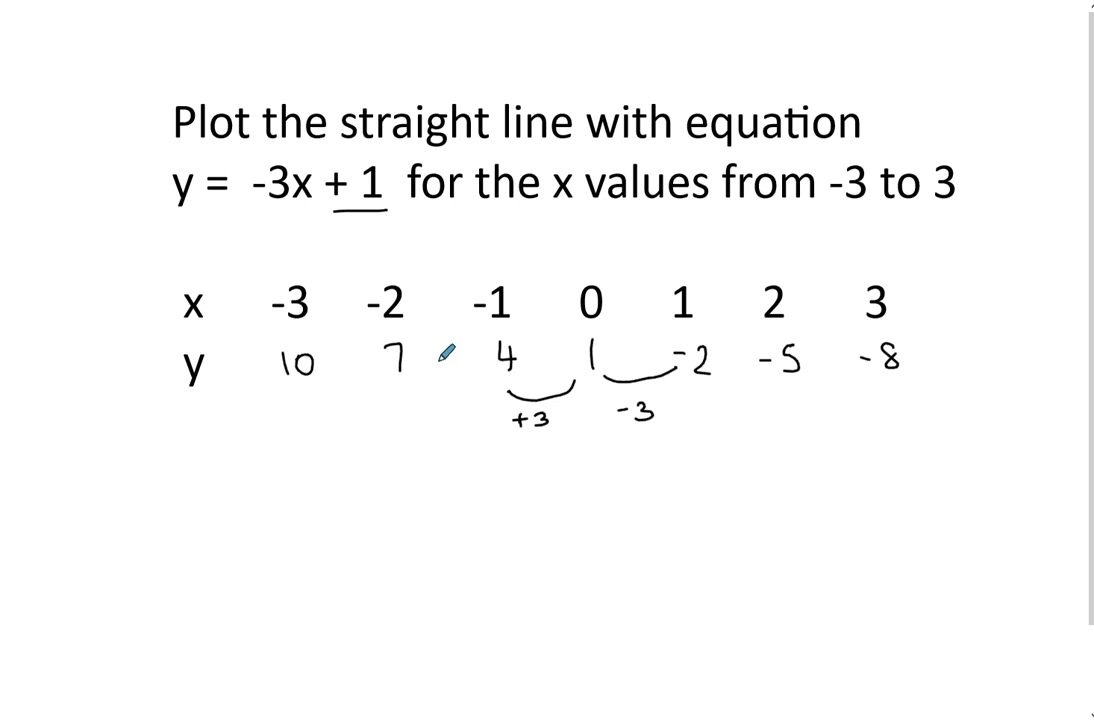 Plot the straight line with equation
y = -3x + 1 for the x values from -3 to 3
x -3 -2 -1 0 1 2 3
y 10 7 4 1 -2 -5 -8
+3 -3